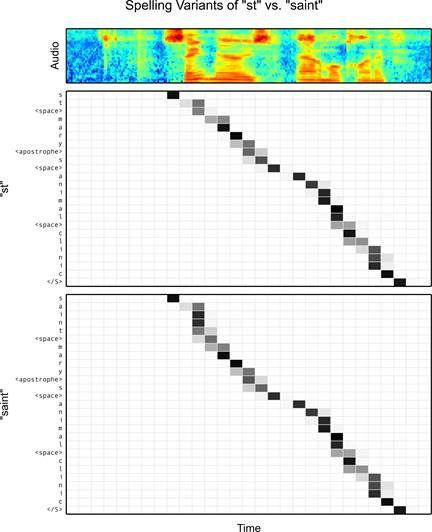 Spelling Variants of "st" vs. "saint"
Audio
"st"
s
t
<space>
m
a
r
y
<apostrophe>
s
<space>
a
n
i
m
a
l
<space>
c
l
i
n
i
c
</S>
"saint"
s
a
i
n
t
<space>
m
a
r
y
<apostrophe>
s
<space>
a
n
i
m
a
l
<space>
c
l
i
n
i
c
</S>
Time